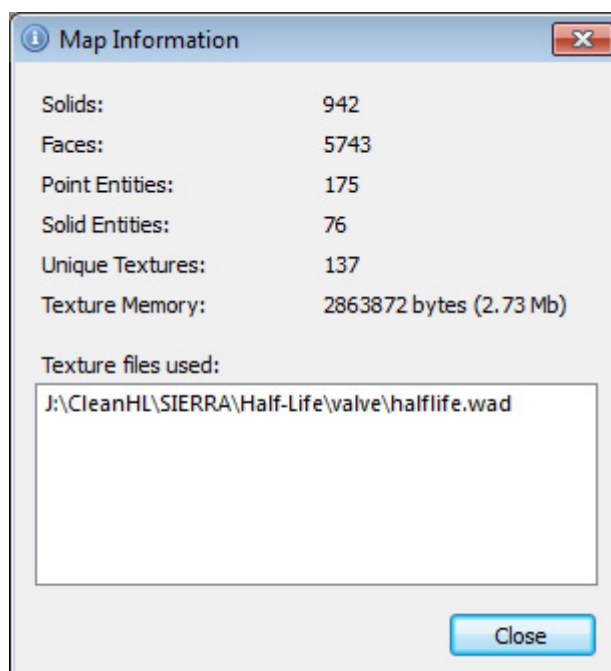 Map Information
Solids: 942
Faces: 5743
Point Entities: 175
Solid Entities: 76
Unique Textures: 137
Texture Memory: 2863872 bytes (2.73 Mb)
Texture files used:
J:\CleanHL\SIERRA\Half-Life\valve\halflife.wad
Close